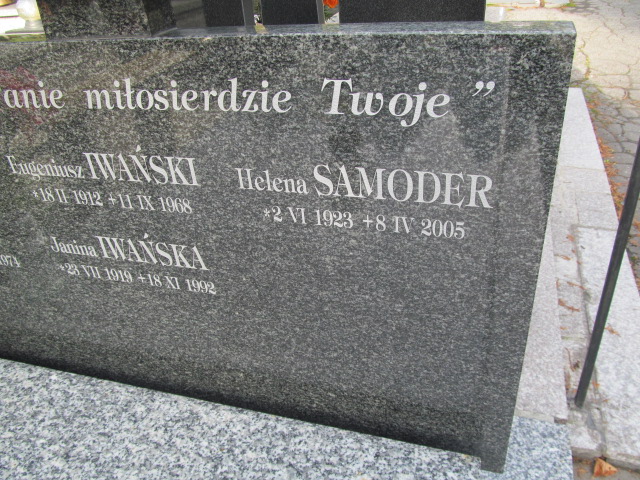 anie miłosierdzie Twoje”
Eugeniusz IWAŃSKI
*18 II 1912 +11 IX 1968
Helena SAMODER
*2 VI 1923 +8 IV 2005
Janina IWAŃSKA
*23 VII 1919 +18 XI 1992